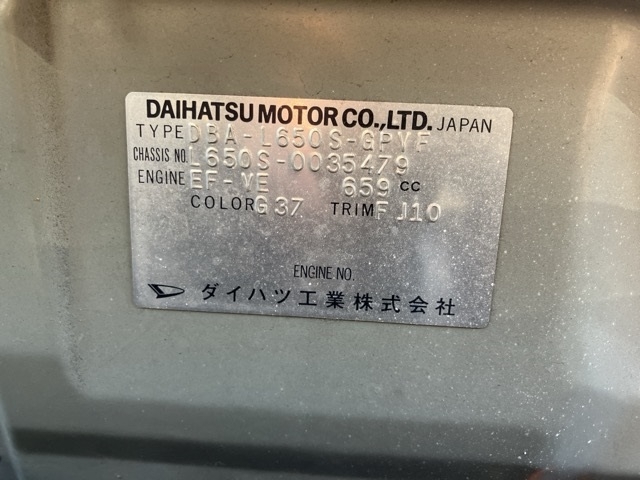 DAIHATSU MOTOR CO.,LTD. JAPAN
TYPE DBA-L650S-GPVF
CHASSIS NO. L650S-0035479
ENGINE EF-VE 659 CC
COLOR G37 TRIM FJ10
ENGINE NO.
ダイハツ工業株式会社